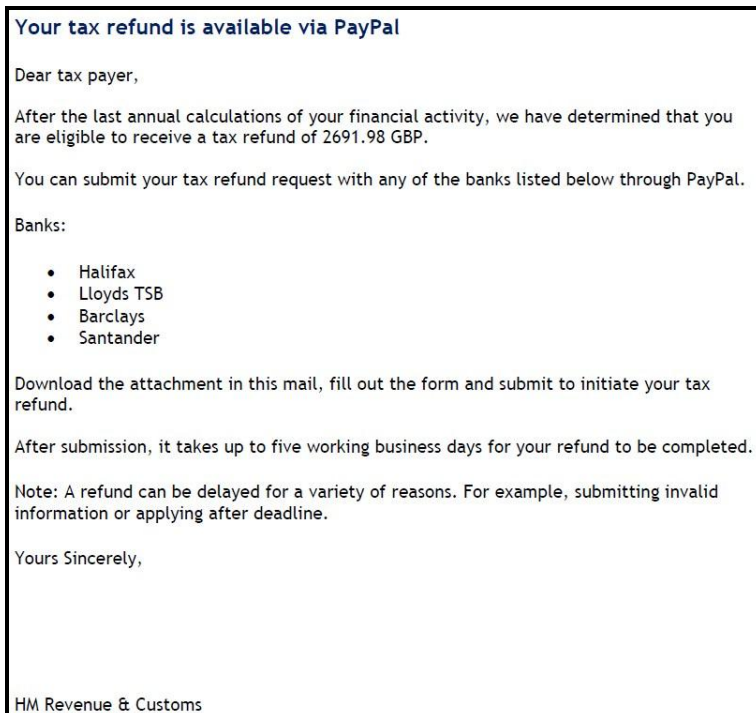 Your tax refund is available via PayPal
Dear tax payer,
After the last annual calculations of your financial activity, we have determined that you
are eligible to receive a tax refund of 2691.98 GBP.
You can submit your tax refund request with any of the banks listed below through PayPal.
Banks:
• Halifax
• Lloyds TSB
• Barclays
• Santander
Download the attachment in this mail, fill out the form and submit to initiate your tax
refund.
After submission, it takes up to five working business days for your refund to be completed.
Note: A refund can be delayed for a variety of reasons. For example, submitting invalid
information or applying after deadline.
Yours Sincerely,
HM Revenue & Customs